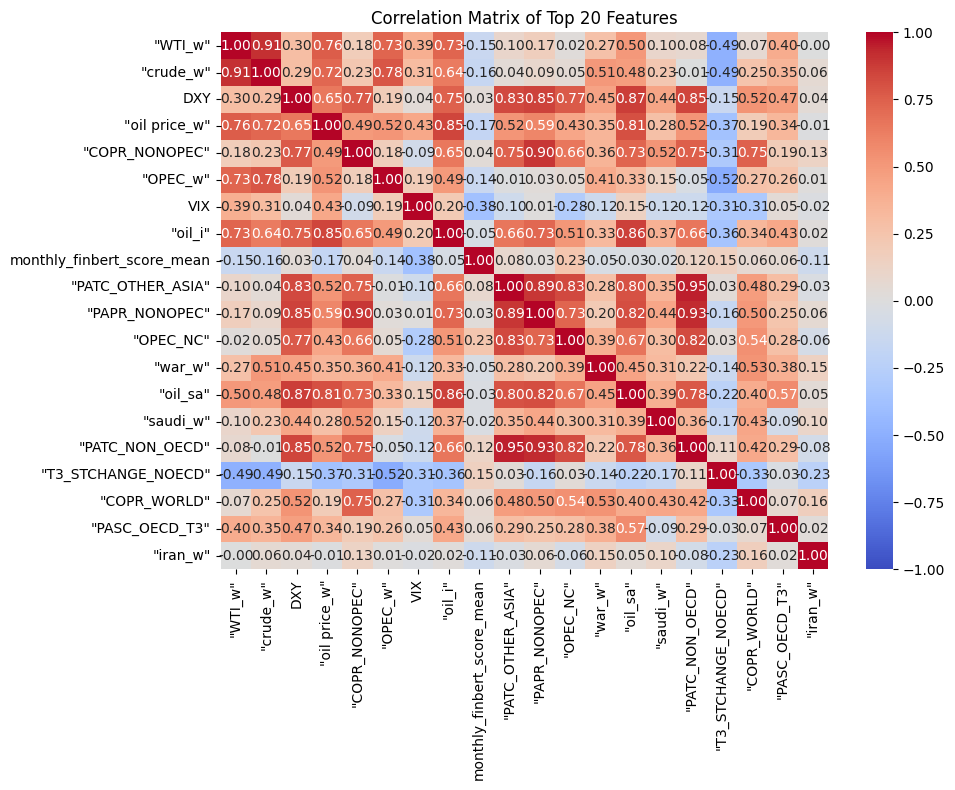 Correlation Matrix of Top 20 Features
"WTI_w" 1.00 0.91 0.30 0.76 0.18 0.73 0.39 0.73 -0.15 0.10 0.17 -0.02 0.27 0.50 0.10 -0.08 -0.49 -0.07 0.40 -0.00
"crude_w" 0.91 1.00 0.29 0.72 0.23 0.78 0.31 0.64 -0.16 0.04 0.09 0.05 0.51 0.48 0.23 -0.01 -0.49 0.25 0.35 0.06
DXY 0.30 0.29 1.00 0.65 0.77 0.19 0.04 0.75 0.03 0.83 0.85 0.77 0.45 0.87 0.44 0.85 -0.15 0.52 0.47 0.04
"oil price_w" 0.76 0.72 0.65 1.00 0.49 0.52 0.43 0.85 -0.17 0.52 0.59 0.43 0.35 0.81 0.28 0.52 -0.37 0.19 0.34 -0.01
"COPR_NONOPEC" 0.18 0.23 0.77 0.49 1.00 0.18 -0.09 0.65 0.04 0.75 0.90 0.66 0.36 0.73 0.52 0.75 -0.31 0.75 0.19 0.13
"OPEC_w" 0.73 0.78 0.19 0.52 0.18 1.00 0.19 0.49 -0.14 -0.01 0.03 0.05 0.41 0.33 0.15 -0.05 -0.52 0.27 0.26 0.01
VIX 0.39 0.31 0.04 0.43 -0.09 0.19 1.00 0.20 -0.38 -0.10 0.01 -0.28 -0.12 0.15 -0.12 -0.12 -0.31 -0.31 0.05 -0.02
"oil_i" 0.73 0.64 0.75 0.85 0.65 0.49 0.20 1.00 -0.05 0.66 0.73 0.51 0.33 0.86 0.37 0.66 -0.36 0.34 0.43 0.02
monthly_finbert_score_mean -0.15 -0.16 0.03 -0.17 0.04 -0.14 -0.38 -0.05 1.00 0.08 0.03 0.23 -0.05 -0.03 -0.02 0.12 0.15 0.06 0.06 -0.11
"PATC_OTHER_ASIA" 0.10 0.04 0.83 0.52 0.75 -0.01 -0.10 0.66 0.08 1.00 0.89 0.83 0.28 0.80 0.35 0.95 0.03 0.48 0.29 -0.03
"PAPR_NONOPEC" 0.17 0.09 0.85 0.59 0.90 0.03 0.01 0.73 0.03 0.89 1.00 0.73 0.20 0.82 0.44 0.93 -0.16 0.50 0.25 0.06
"OPEC_NC" -0.02 0.05 0.77 0.43 0.66 0.05 -0.28 0.51 0.23 0.83 0.73 1.00 0.39 0.67 0.30 0.82 0.03 0.54 0.28 -0.06
"war_w" 0.27 0.51 0.45 0.35 0.36 0.41 -0.12 0.33 -0.05 0.28 0.20 0.39 1.00 0.45 0.31 0.22 -0.14 0.53 0.38 0.15
"oil_sa" 0.50 0.48 0.87 0.81 0.73 0.33 0.15 0.86 -0.03 0.80 0.82 0.67 0.45 1.00 0.39 0.78 -0.22 0.40 0.57 0.05
"saudi_w" 0.10 0.23 0.44 0.28 0.52 0.15 -0.12 0.37 -0.02 0.35 0.44 0.30 0.31 0.39 1.00 0.36 -0.17 0.43 -0.09 0.10
"PATC_NON_OECD" -0.08 -0.01 0.85 0.52 0.75 -0.05 -0.12 0.66 0.12 0.95 0.93 0.82 0.22 0.78 0.36 1.00 0.11 0.42 0.29 -0.08
"T3_STCHANGE_NOECD" -0.49 -0.49 -0.15 -0.37 -0.31 -0.52 -0.31 -0.36 0.15 0.03 -0.16 0.03 -0.14 -0.22 -0.17 0.11 1.00 -0.33 -0.03 -0.23
"COPR_WORLD" -0.07 0.25 0.52 0.19 0.75 0.27 -0.31 0.34 0.06 0.48 0.50 0.54 0.53 0.40 0.43 0.42 -0.33 1.00 0.07 0.16
"PASC_OECD_T3" 0.40 0.35 0.47 0.34 0.19 0.26 0.05 0.43 0.06 0.29 0.25 0.28 0.38 0.57 -0.09 0.29 -0.03 0.07 1.00 0.02
"iran_w" -0.00 0.06 0.04 -0.01 0.13 0.01 -0.02 0.02 -0.11 -0.03 0.06 -0.06 0.15 0.05 0.10 -0.08 -0.23 0.16 0.02 1.00
"WTI_w" "crude_w" DXY "oil price_w" "COPR_NONOPEC" "OPEC_w" VIX "oil_i" monthly_finbert_score_mean "PATC_OTHER_ASIA" "PAPR_NONOPEC" "OPEC_NC" "war_w" "oil_sa" "saudi_w" "PATC_NON_OECD" "T3_STCHANGE_NOECD" "COPR_WORLD" "PASC_OECD_T3" "iran_w"
1.00
0.75
0.50
0.25
0.00
−0.25
−0.50
−0.75
−1.00